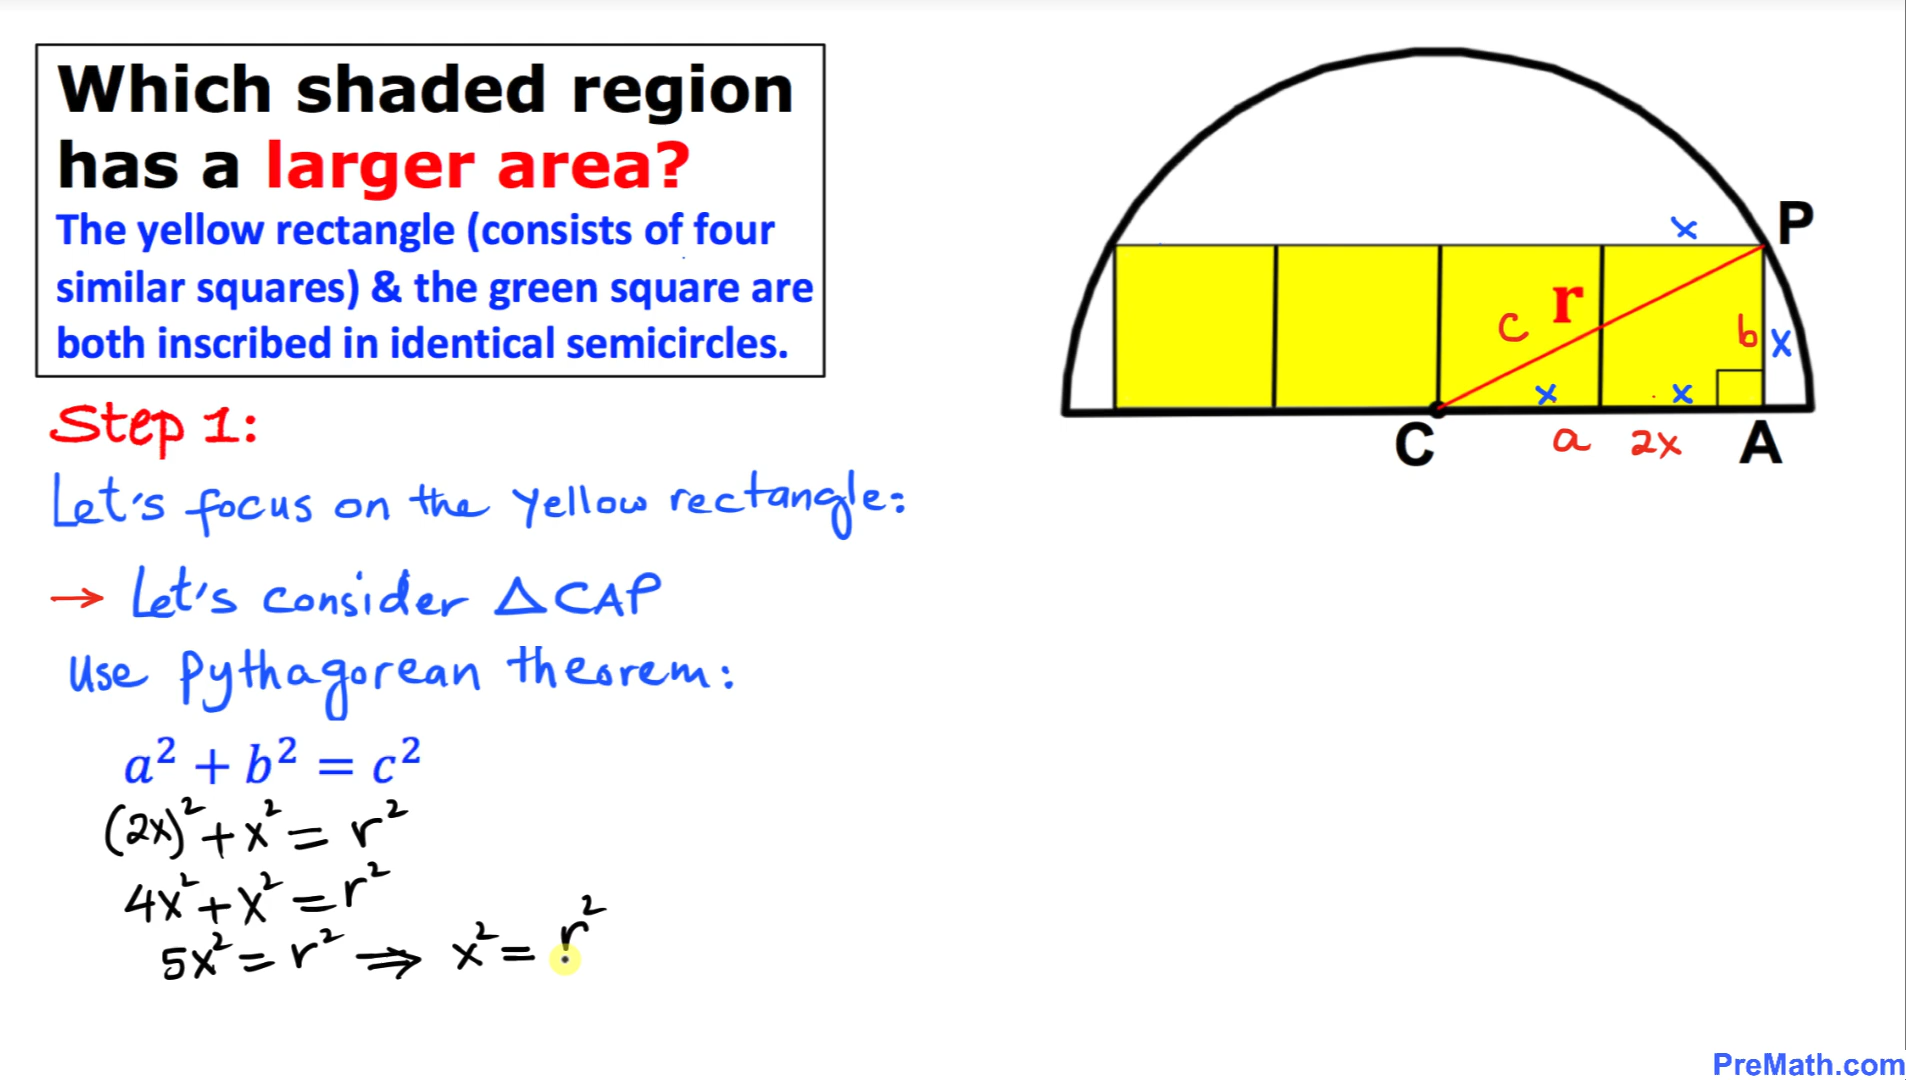 Which shaded region
has a larger area?
The yellow rectangle (consists of four
similar squares) & the green square are
both inscribed in identical semicircles.
Step 1:
Let's focus on the yellow rectangle:
→ Let's consider △CAP
Use Pythagorean theorem:
a² + b² = c²
(2x)² + x² = r²
4x² + x² = r²
5x² = r² ⇒ x² = r²
x
P
r
c
b
x
x
x
C
a
2x
A
PreMath.com